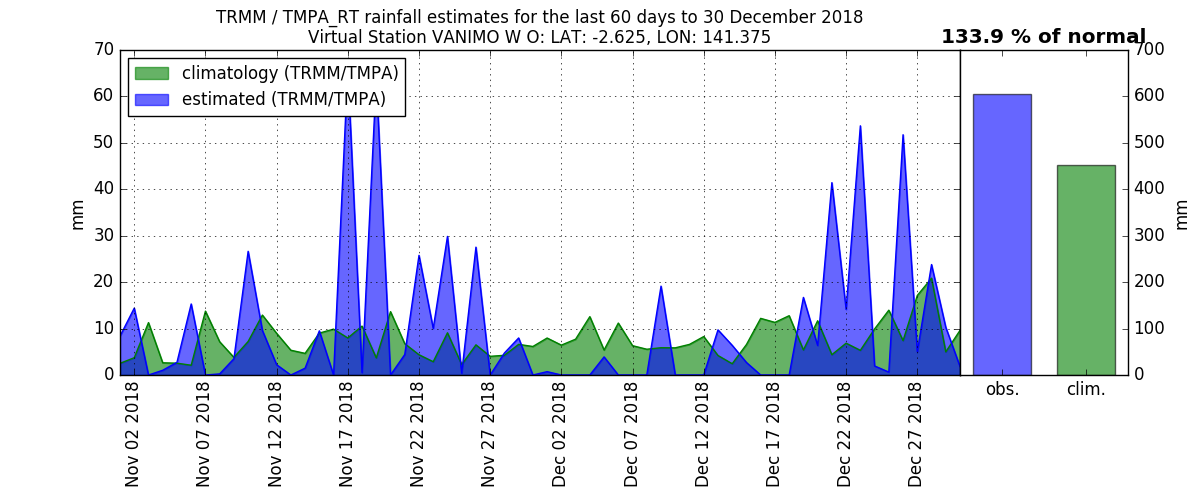 TRMM / TMPA_RT rainfall estimates for the last 60 days to 30 December 2018
Virtual Station VANIMO W O: LAT: -2.625, LON: 141.375
133.9 % of normal
climatology (TRMM/TMPA)
estimated (TRMM/TMPA)
70
60
50
40
30
20
10
0
mm
Nov 02 2018
Nov 07 2018
Nov 12 2018
Nov 17 2018
Nov 22 2018
Nov 27 2018
Dec 02 2018
Dec 07 2018
Dec 12 2018
Dec 17 2018
Dec 22 2018
Dec 27 2018
obs.
clim.
700
600
500
400
300
200
100
0
mm